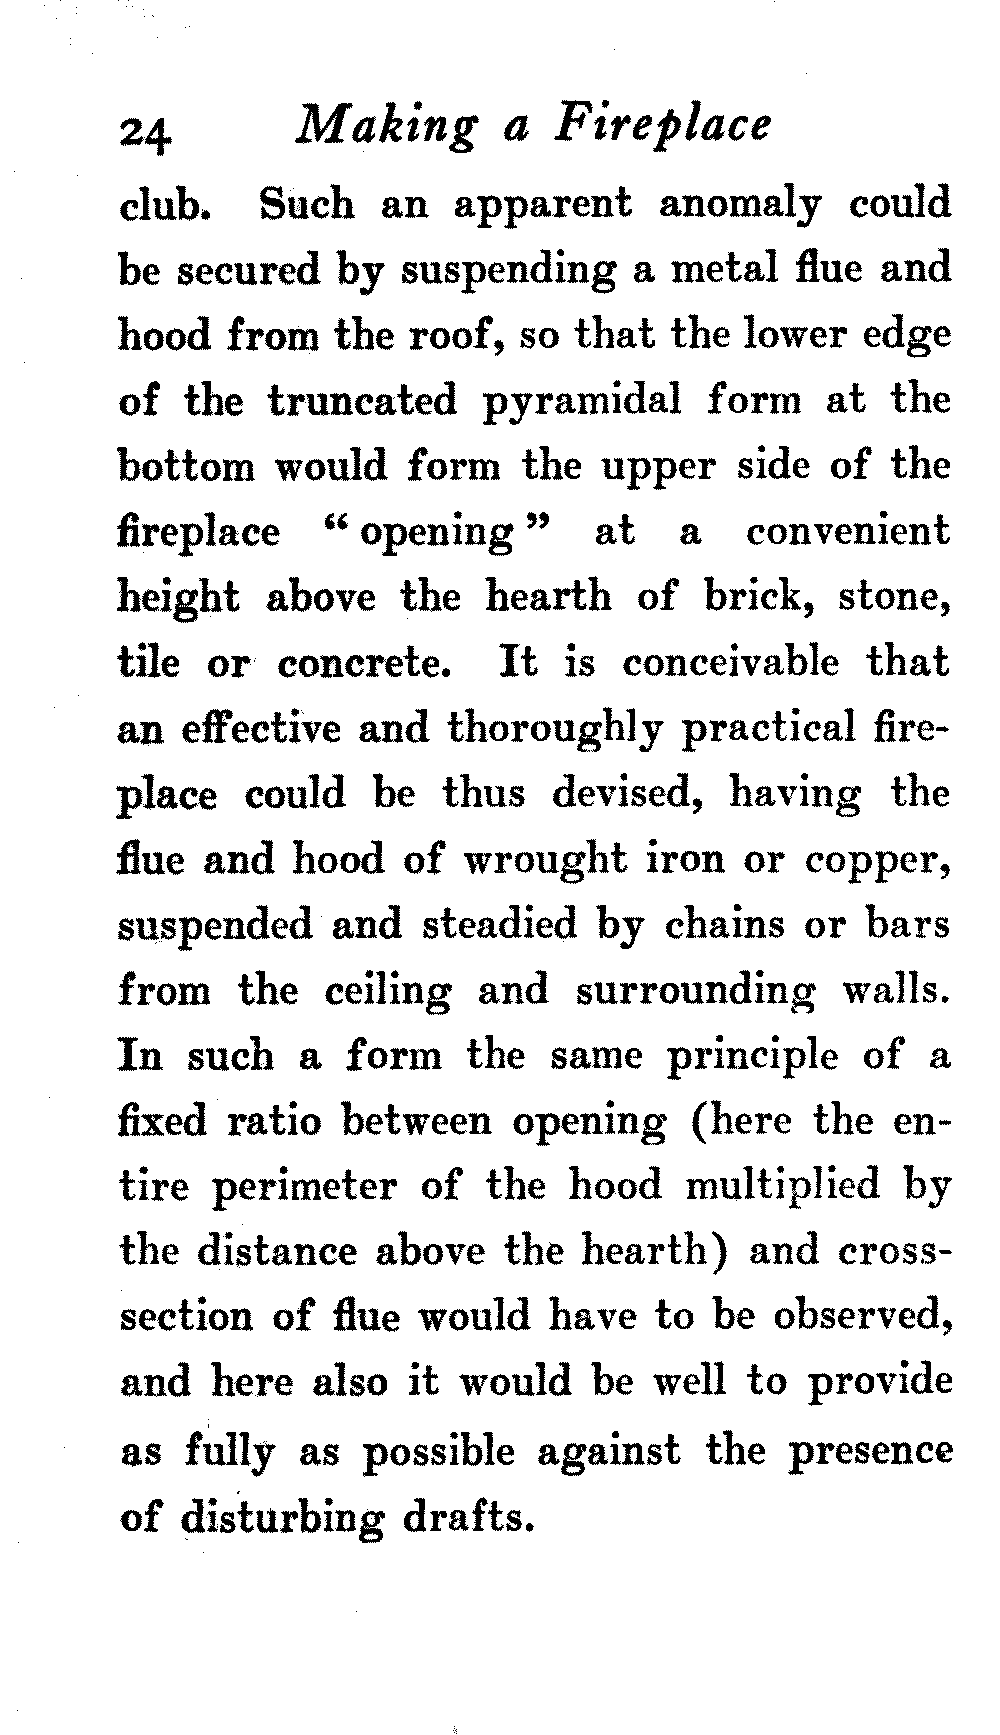 24 Making a Fireplace
club. Such an apparent anomaly could
be secured by suspending a metal flue and
hood from the roof, so that the lower edge
of the truncated pyramidal form at the
bottom would form the upper side of the
fireplace “ opening ” at a convenient
height above the hearth of brick, stone,
tile or concrete. It is conceivable that
an effective and thoroughly practical fire-
place could be thus devised, having the
flue and hood of wrought iron or copper,
suspended and steadied by chains or bars
from the ceiling and surrounding walls.
In such a form the same principle of a
fixed ratio between opening (here the en-
tire perimeter of the hood multiplied by
the distance above the hearth) and cross-
section of flue would have to be observed,
and here also it would be well to provide
as fully as possible against the presence
of disturbing drafts.